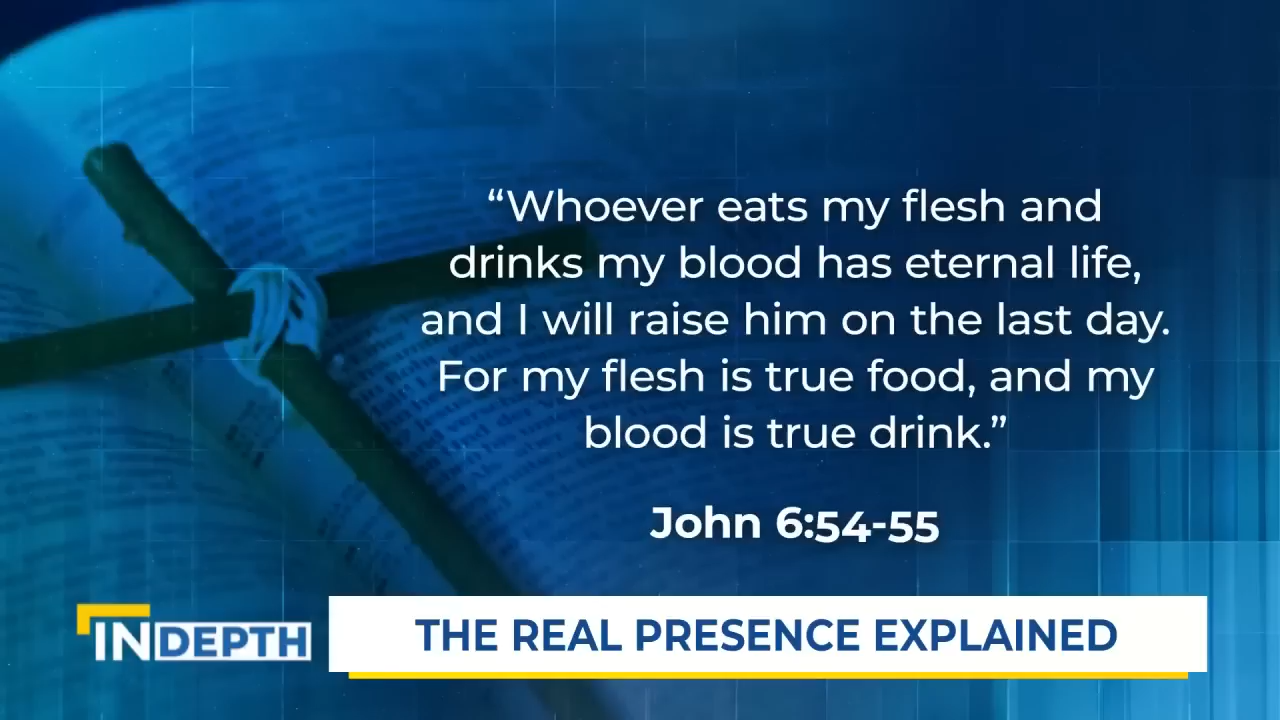 “Whoever eats my flesh and
drinks my blood has eternal life,
and I will raise him on the last day.
For my flesh is true food, and my
blood is true drink.”
John 6:54-55
INDEPTH
THE REAL PRESENCE EXPLAINED